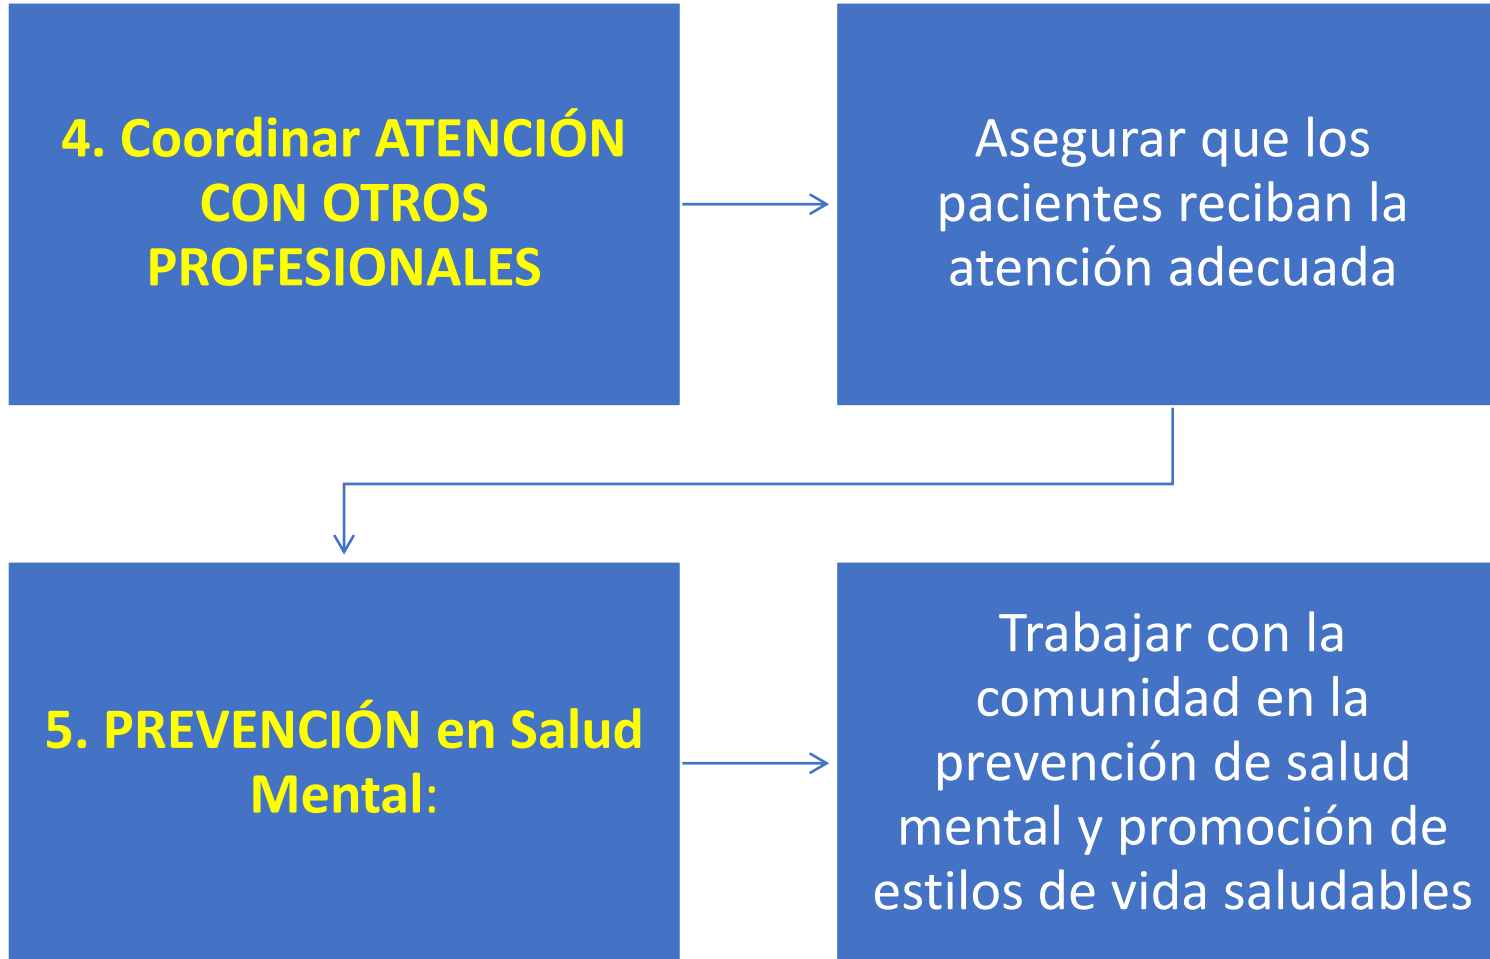 4. Coordinar ATENCIÓN
CON OTROS
PROFESIONALES
Asegurar que los
pacientes reciban la
atención adecuada
5. PREVENCIÓN en Salud
Mental:
Trabajar con la
comunidad en la
prevención de salud
mental y promoción de
estilos de vida saludables